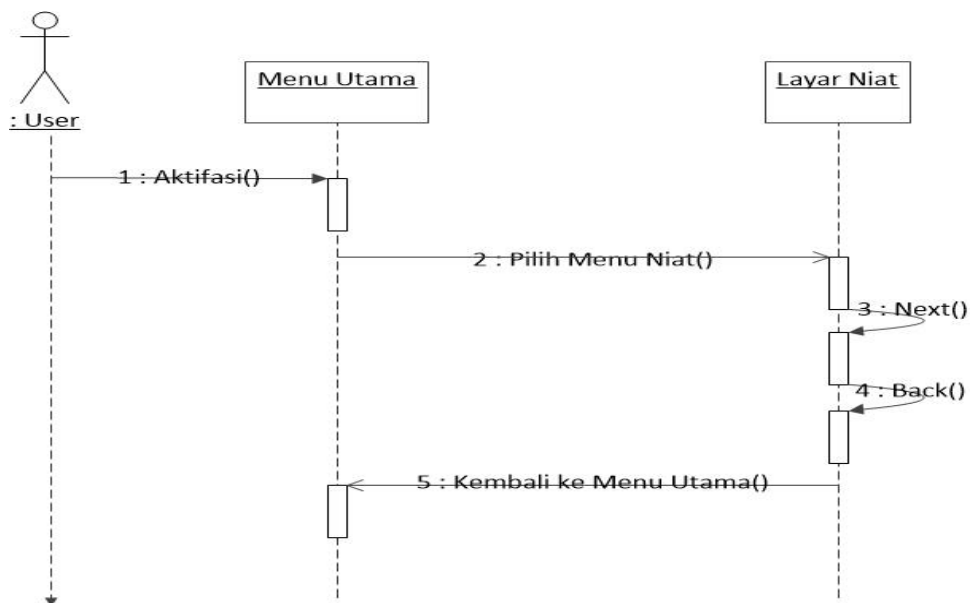 Menu Utama
Layar Niat
: User
1 : Aktifasi()
2 : Pilih Menu Niat()
3 : Next()
4 : Back()
5 : Kembali ke Menu Utama()